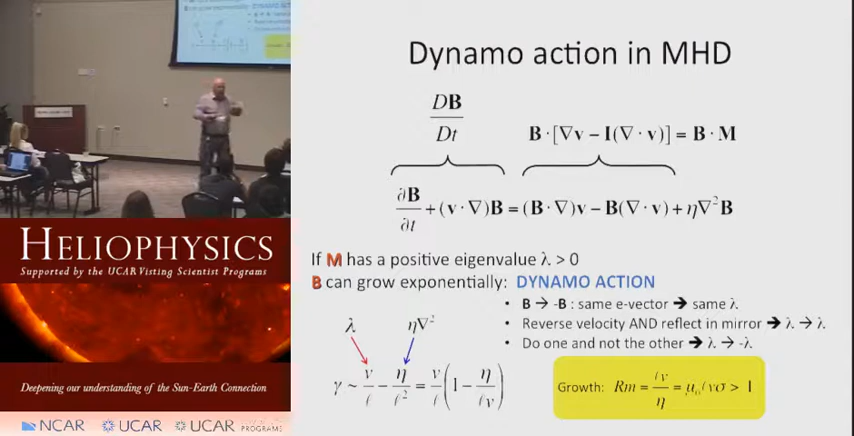 Dynamo action in MHD
DB/Dt
B · [∇v − I(∇ · v)] = B · M
∂B/∂t + (v · ∇)B = (B · ∇)v − B(∇ · v) + η∇²B
If M has a positive eigenvalue λ > 0
B can grow exponentially: DYNAMO ACTION
• B → -B : same e-vector → same λ
• Reverse velocity AND reflect in mirror → λ → λ
• Do one and not the other → λ → -λ
λ η∇²
γ ~ v/ℓ − η/ℓ² = v/ℓ (1 − η/ℓv)
Growth: Rm = ℓv/η = μ₀ℓvσ > 1
HELIOPHYSICS
Supported by the UCAR Visting Scientist Programs
Deepening our understanding of the Sun-Earth Connection
NCAR UCAR UCAR PROGRAMS